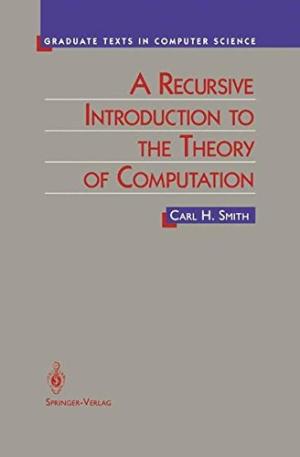 GRADUATE TEXTS IN COMPUTER SCIENCE
A RECURSIVE
INTRODUCTION TO
THE THEORY
OF COMPUTATION
CARL H. SMITH
SPRINGER-VERLAG